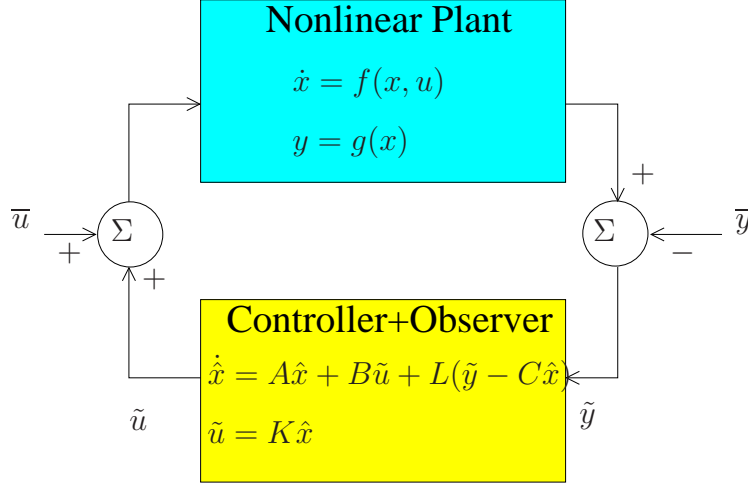 Nonlinear Plant
ẋ = f(x, u)
y = g(x)
u̅
+
Σ
+
+
Σ
−
y̅
Controller+Observer
x̂̇ = Ax̂ + Bũ + L(ỹ − Cx̂)
ũ = Kx̂
ũ
ỹ